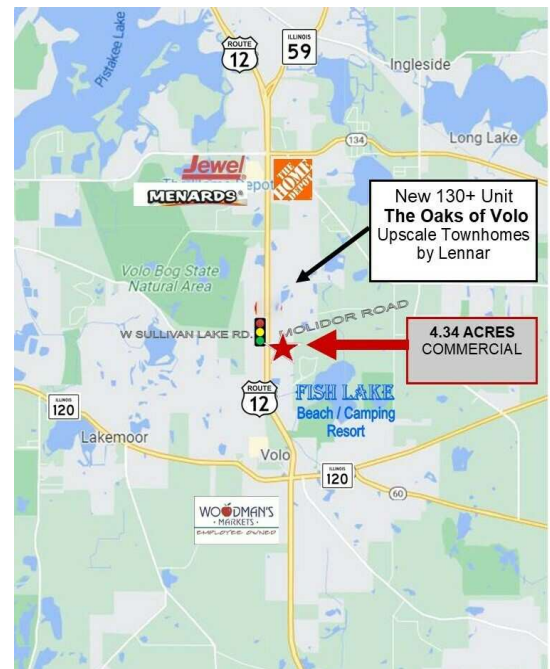 Pistakee Lake
ROUTE
12
ILLINOIS
59
Ingleside
134
Long Lake
Jewel
MENARDS
THE
HOME
DEPOT
Depot
New 130+ Unit
The Oaks of Volo
Upscale Townhomes
by Lennar
Volo Bog State
Natural Area
W SULLIVAN LAKE RD.
MOLIDOR ROAD
4.34 ACRES
COMMERCIAL
ROUTE
12
FISH LAKE
Beach / Camping
Resort
ILLINOIS
120
Lakemoor
Volo
ILLINOIS
120
60
WOODMAN'S
• MARKETS •
EMPLOYEE OWNED